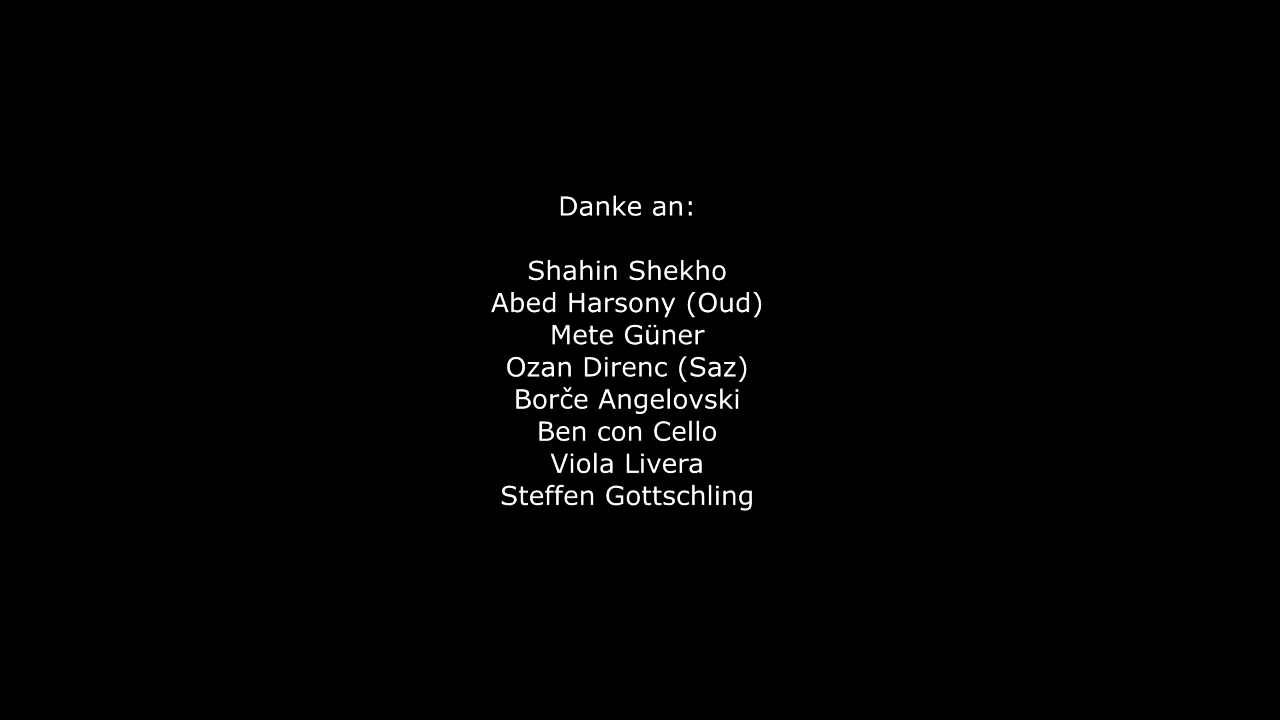 Danke an:
Shahin Shekho
Abed Harsony (Oud)
Mete Güner
Ozan Direnc (Saz)
Borče Angelovski
Ben con Cello
Viola Livera
Steffen Gottschling